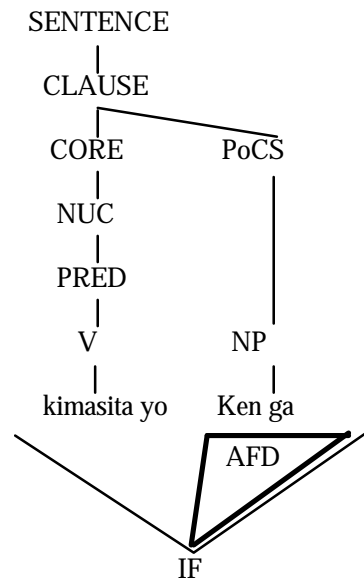 SENTENCE
CLAUSE
CORE PoCS
NUC
PRED
V NP
kimasita yo Ken ga
AFD
IF